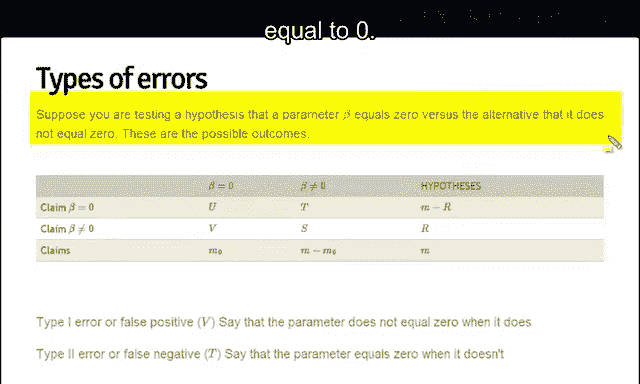 equal to 0.
Types of errors
Suppose you are testing a hypothesis that a parameter β equals zero versus the alternative that it does
not equal zero. These are the possible outcomes.
β = 0 β ≠ 0 HYPOTHESES
Claim β = 0 U T m − R
Claim β ≠ 0 V S R
Claims m₀ m − m₀ m
Type I error or false positive (V) Say that the parameter does not equal zero when it does
Type II error or false negative (T) Say that the parameter equals zero when it doesn't